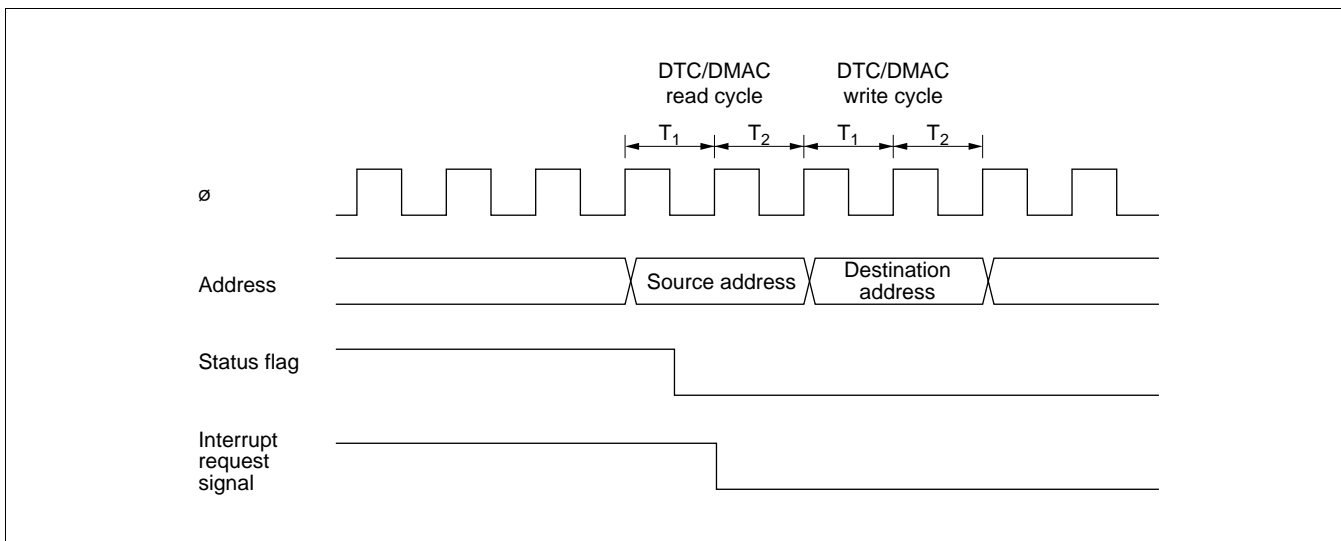 DTC/DMAC
read cycle
DTC/DMAC
write cycle
T1 T2 T1 T2
ø
Address
Source address
Destination
address
Status flag
Interrupt
request
signal